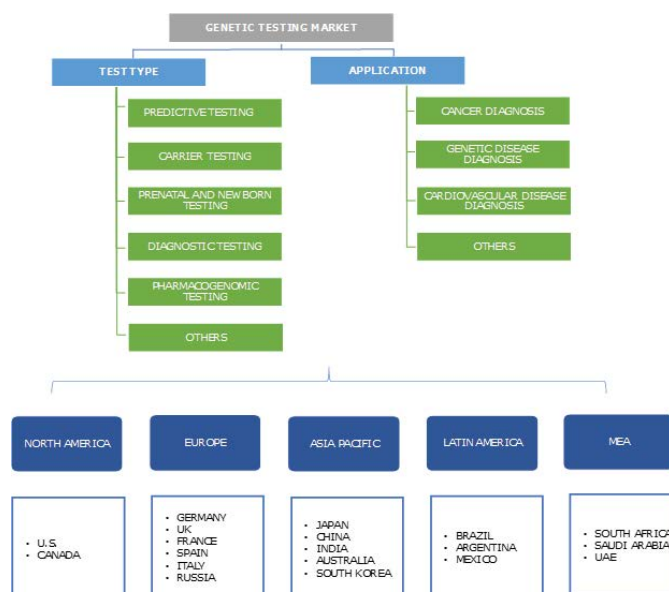 GENETIC TESTING MARKET
TEST TYPE
APPLICATION
PREDICTIVE TESTING
CARRIER TESTING
PRENATAL AND NEW BORN
TESTING
DIAGNOSTIC TESTING
PHARMACOGENOMIC
TESTING
OTHERS
CANCER DIAGNOSIS
GENETIC DISEASE
DIAGNOSIS
CARDIOVASCULAR DISEASE
DIAGNOSIS
OTHERS
NORTH AMERICA
EUROPE
ASIA PACIFIC
LATIN AMERICA
MEA
• U.S.
• CANADA
• GERMANY
• UK
• FRANCE
• SPAIN
• ITALY
• RUSSIA
• JAPAN
• CHINA
• INDIA
• AUSTRALIA
• SOUTH KOREA
• BRAZIL
• ARGENTINA
• MEXICO
• SOUTH AFRICA
• SAUDI ARABIA
• UAE